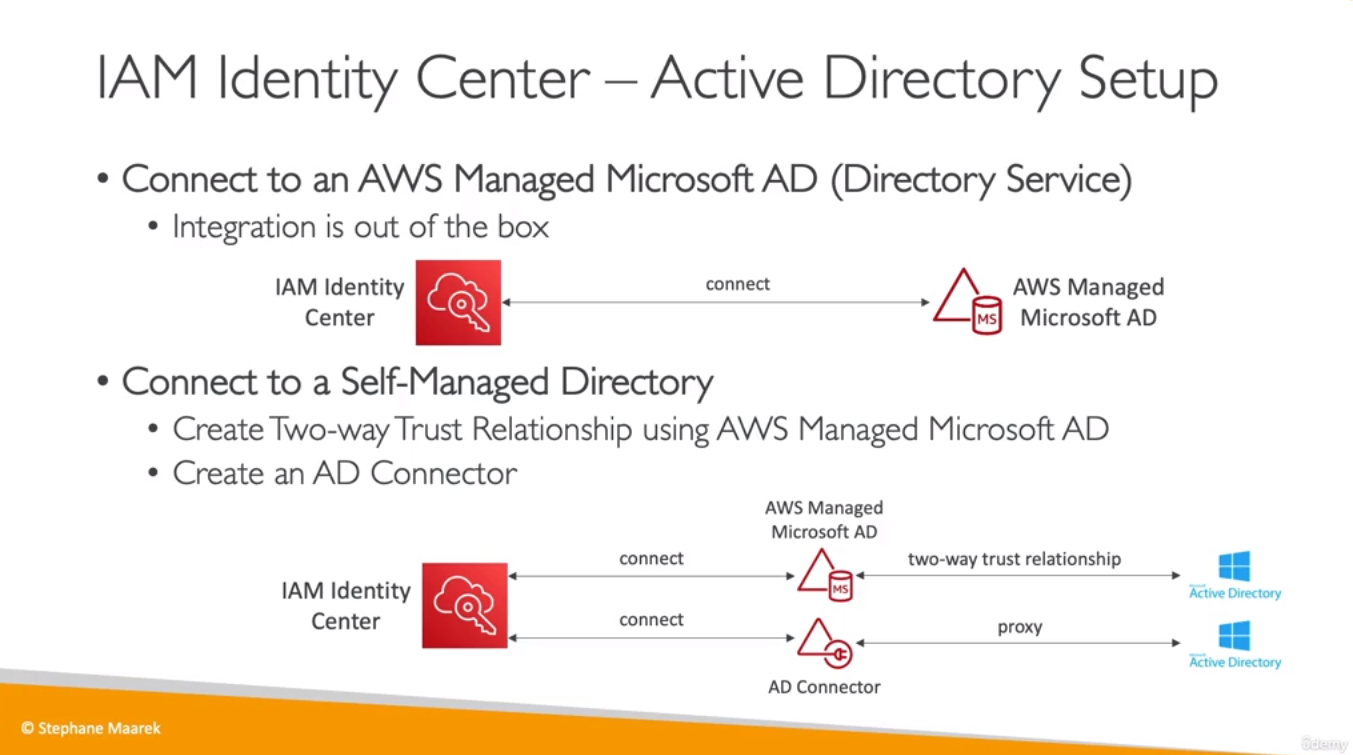 IAM Identity Center – Active Directory Setup
• Connect to an AWS Managed Microsoft AD (Directory Service)
• Integration is out of the box
IAM Identity
Center
connect
AWS Managed
Microsoft AD
MS
• Connect to a Self-Managed Directory
• Create Two-way Trust Relationship using AWS Managed Microsoft AD
• Create an AD Connector
AWS Managed
Microsoft AD
IAM Identity
Center
connect
MS
two-way trust relationship
Microsoft
Active Directory
connect
proxy
Microsoft
Active Directory
AD Connector
© Stephane Maarek
ûdemy